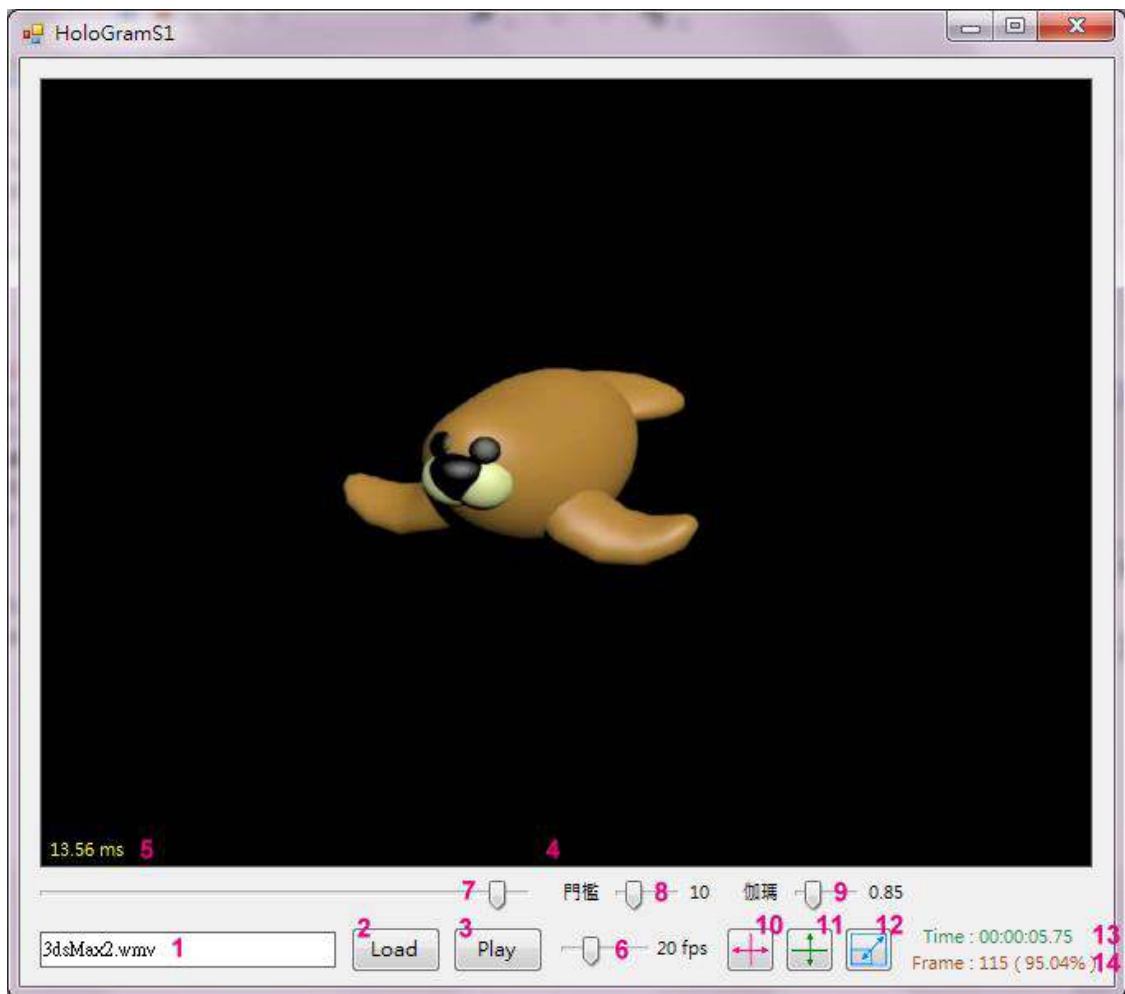 HoloGramS1
13.56 ms 5 4
7 門檻 8 10 伽瑪 9 0.85
3dsMax2.wmv 1 2 Load 3 Play 6 20 fps 10 11 12 Time : 00:00:05.75 13
Frame : 115 ( 95.04% ) 14